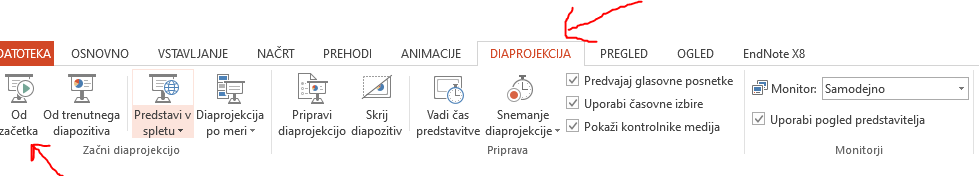 DATOTEKA OSNOVNO VSTAVLJANJE NAČRT PREHODI ANIMACIJE DIAPROJEKCIJA PREGLED OGLED EndNote X8
Od začetka
Od trenutnega diapozitiva
Predstavi v spletu
Diaprojekcija po meri
Pripravi diaprojekcijo
Skrij diapozitiv
Vadi čas predstavitve
Snemanje diaprojekcije
Predvajaj glasovne posnetke
Uporabi časovne izbire
Pokaži kontrolnike medija
Monitor: Samodejno
Uporabi pogled predstavitelja
Začni diaprojekcijo
Priprava
Monitorji